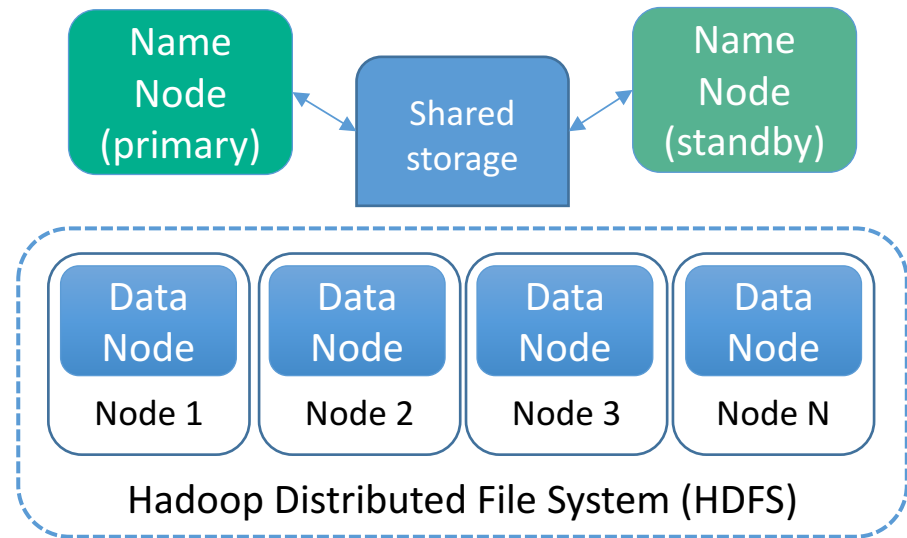 Name
Node
(primary)
Shared
storage
Name
Node
(standby)
Data
Node
Node 1
Data
Node
Node 2
Data
Node
Node 3
Data
Node
Node N
Hadoop Distributed File System (HDFS)